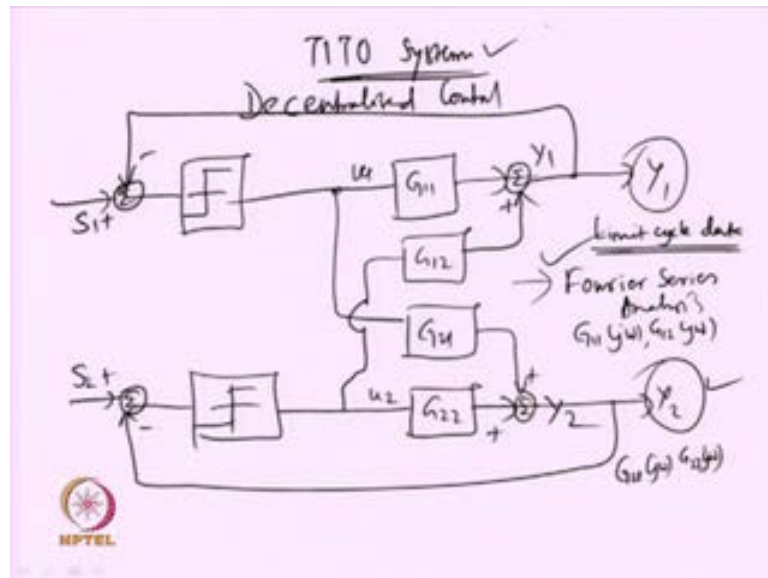 TITO System
Decentralised Control
-
Y1
S1+
u1
G11
Σ
Y1
+
Limit cycle data
G12
→ Fourier Series
Analysis
G11(jω), G12(jω)
G21
S2+
+
Σ
u2
G22
Σ
Y2
Y2
-
+
G21(jω) G22(jω)
NPTEL